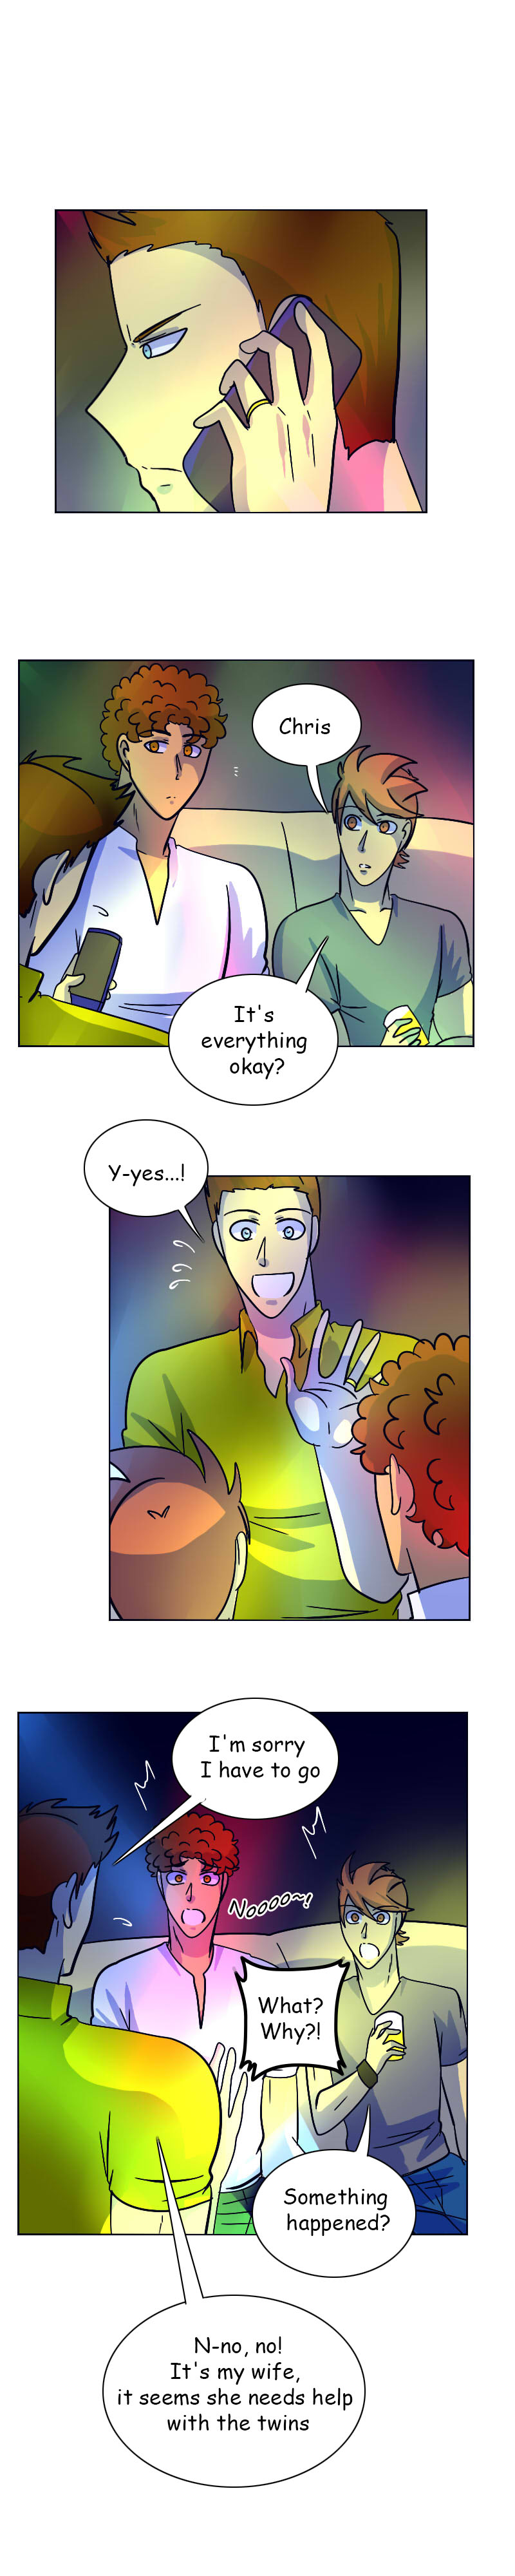 Chris
It's
everything
okay?
Y-yes...!
I'm sorry
I have to go
Noooo~!
What?
Why?!
Something
happened?
N-no, no!
It's my wife,
it seems she needs help
with the twins